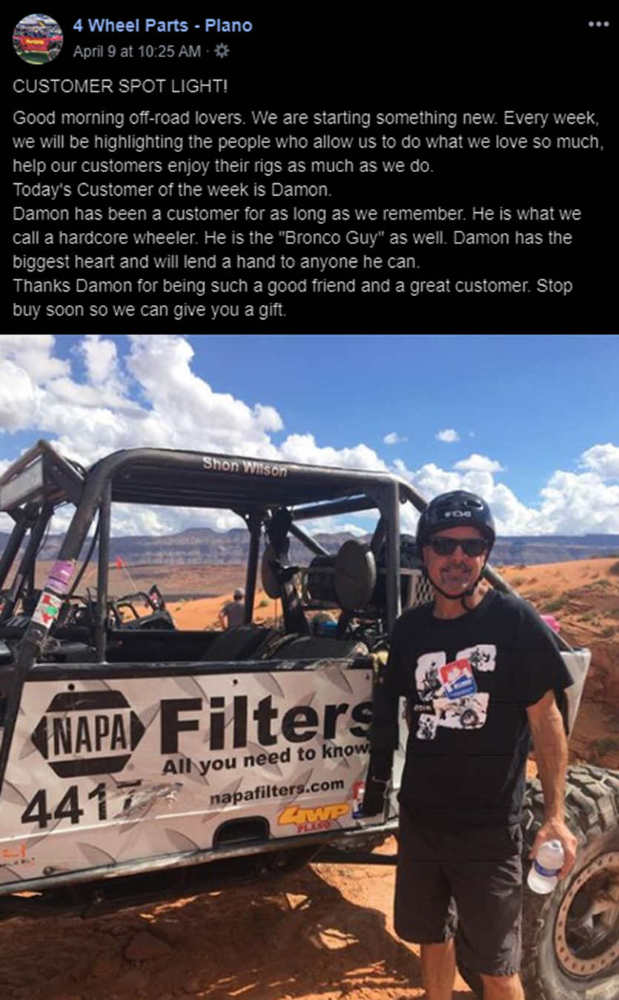 4 Wheel Parts - Plano
April 9 at 10:25 AM ·
CUSTOMER SPOT LIGHT!
Good morning off-road lovers. We are starting something new. Every week,
we will be highlighting the people who allow us to do what we love so much,
help our customers enjoy their rigs as much as we do.
Today's Customer of the week is Damon.
Damon has been a customer for as long as we remember. He is what we
call a hardcore wheeler. He is the "Bronco Guy" as well. Damon has the
biggest heart and will lend a hand to anyone he can.
Thanks Damon for being such a good friend and a great customer. Stop
buy soon so we can give you a gift.
Shon Wilson
NAPA Filters
All you need to know.
napafilters.com
4417
4WP
PLANO